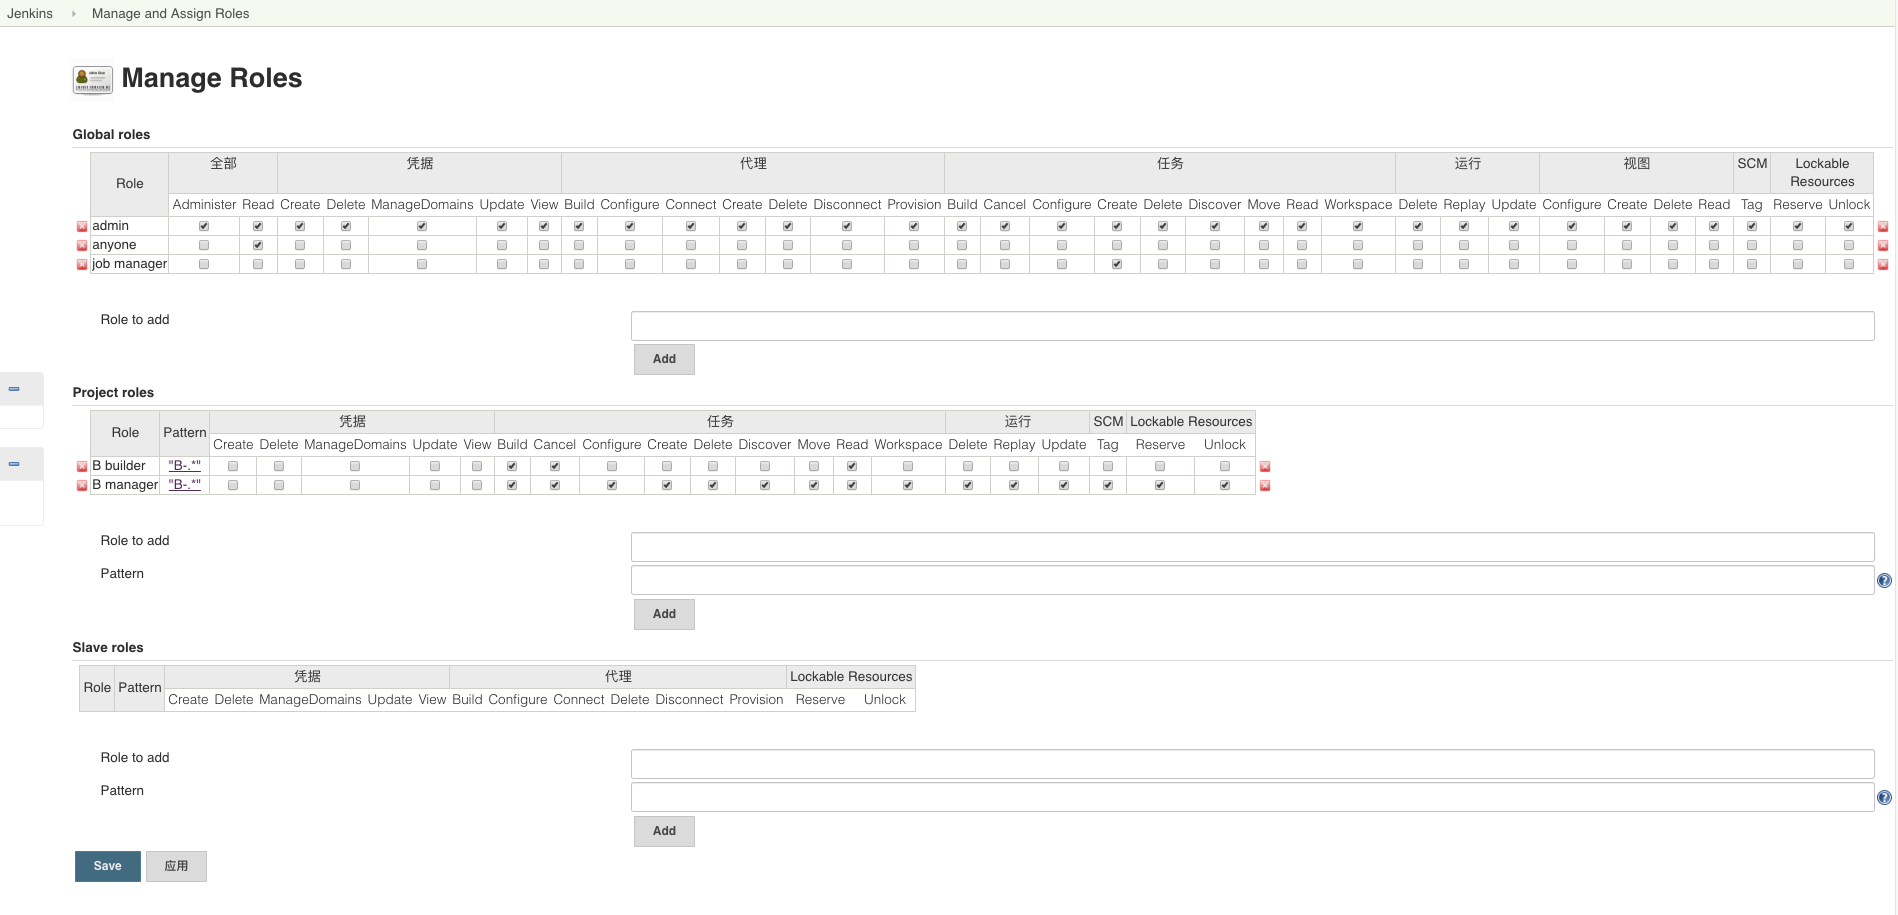 Jenkins Manage and Assign Roles
Manage Roles
Global roles
Role 全部 凭据 代理 任务 运行 视图 SCM Lockable Resources
Administer Read Create Delete ManageDomains Update View Build Configure Connect Create Delete Disconnect Provision Build Cancel Configure Create Delete Discover Move Read Workspace Delete Replay Update Configure Create Delete Read Tag Reserve Unlock
admin
anyone
job manager
Role to add
Add
Project roles
Role Pattern 凭据 任务 运行 SCM Lockable Resources
Create Delete ManageDomains Update View Build Cancel Configure Create Delete Discover Move Read Workspace Delete Replay Update Tag Reserve Unlock
B builder "B-.*"
B manager "B-.*"
Role to add
Pattern
Add
Slave roles
Role Pattern 凭据 代理 Lockable Resources
Create Delete ManageDomains Update View Build Configure Connect Delete Disconnect Provision Reserve Unlock
Role to add
Pattern
Add
Save 应用